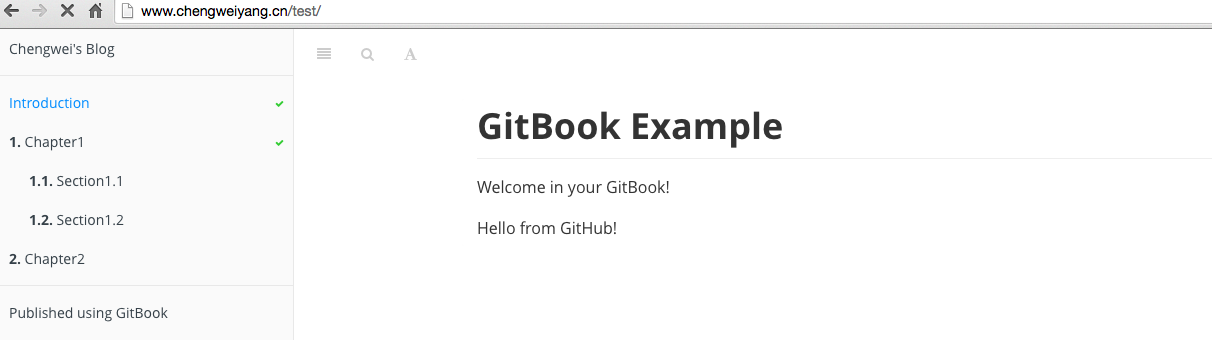 www.chengweiyang.cn/test/
Chengwei's Blog
Introduction
1. Chapter1
1.1. Section1.1
1.2. Section1.2
2. Chapter2
Published using GitBook
A
GitBook Example
Welcome in your GitBook!
Hello from GitHub!